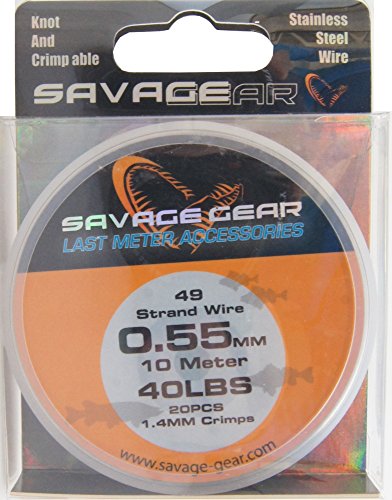 Knot
And
Crimp able
Stainless
Steel
Wire
SAVAGEAR
SAVAGE GEAR
LAST METER ACCESSORIES
49
Strand Wire
0.55MM
10 Meter
40LBS
20PCS
1.4MM Crimps
www.savage-gear.com